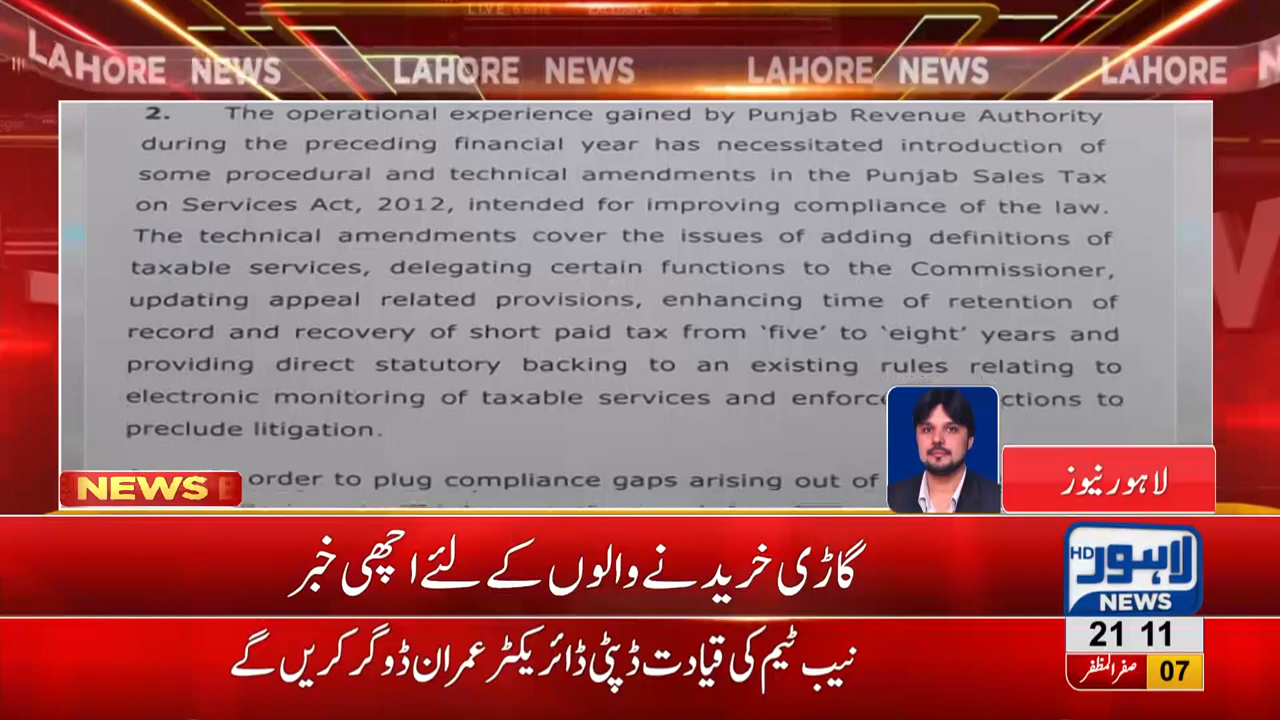 LAHORE NEWS LAHORE NEWS LAHORE NEWS LAHORE
2. The operational experience gained by Punjab Revenue Authority
during the preceding financial year has necessitated introduction of
some procedural and technical amendments in the Punjab Sales Tax
on Services Act, 2012, intended for improving compliance of the law.
The technical amendments cover the issues of adding definitions of
taxable services, delegating certain functions to the Commissioner,
updating appeal related provisions, enhancing time of retention of
record and recovery of short paid tax from ‘five’ to ‘eight’ years and
providing direct statutory backing to an existing rules relating to
electronic monitoring of taxable services and enforce ctions to
preclude litigation.
order to plug compliance gaps arising out of
NEWS
لاہور نیوز
گاڑی خریدنے والوں کے لئے اچھی خبر
نیب ٹیم کی قیادت ڈپٹی ڈائریکٹر عمران ڈوگر کریں گے
HD لاہور
NEWS
21 11
صفر المظفر 07